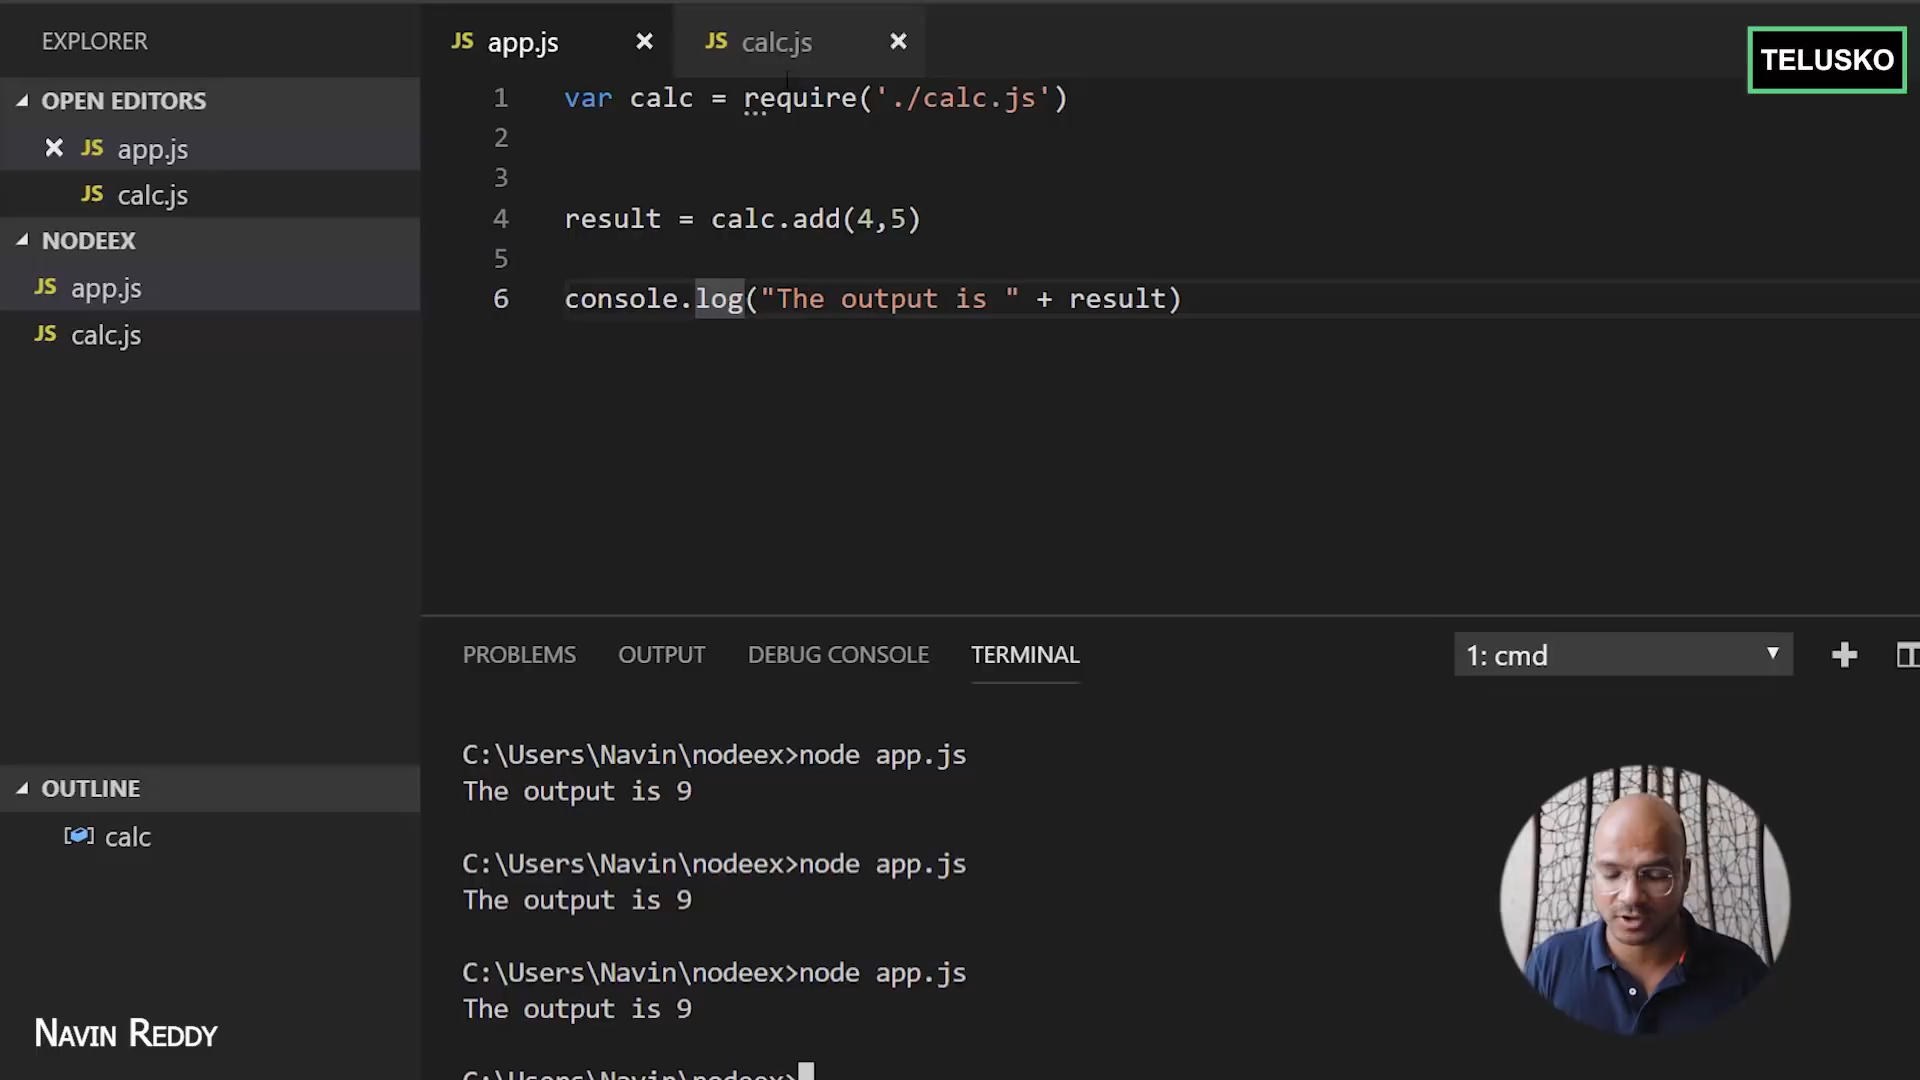 EXPLORER
OPEN EDITORS
JS app.js
JS calc.js
NODEEX
JS app.js
JS calc.js
OUTLINE
calc
NAVIN REDDY
JS app.js
JS calc.js
TELUSKO
1 var calc = require('./calc.js')
2
3
4 result = calc.add(4,5)
5
6 console.log("The output is " + result)
PROBLEMS OUTPUT DEBUG CONSOLE TERMINAL
1: cmd
C:\Users\Navin\nodeex>node app.js
The output is 9
C:\Users\Navin\nodeex>node app.js
The output is 9
C:\Users\Navin\nodeex>node app.js
The output is 9
C:\Users\Navin\nodeex>